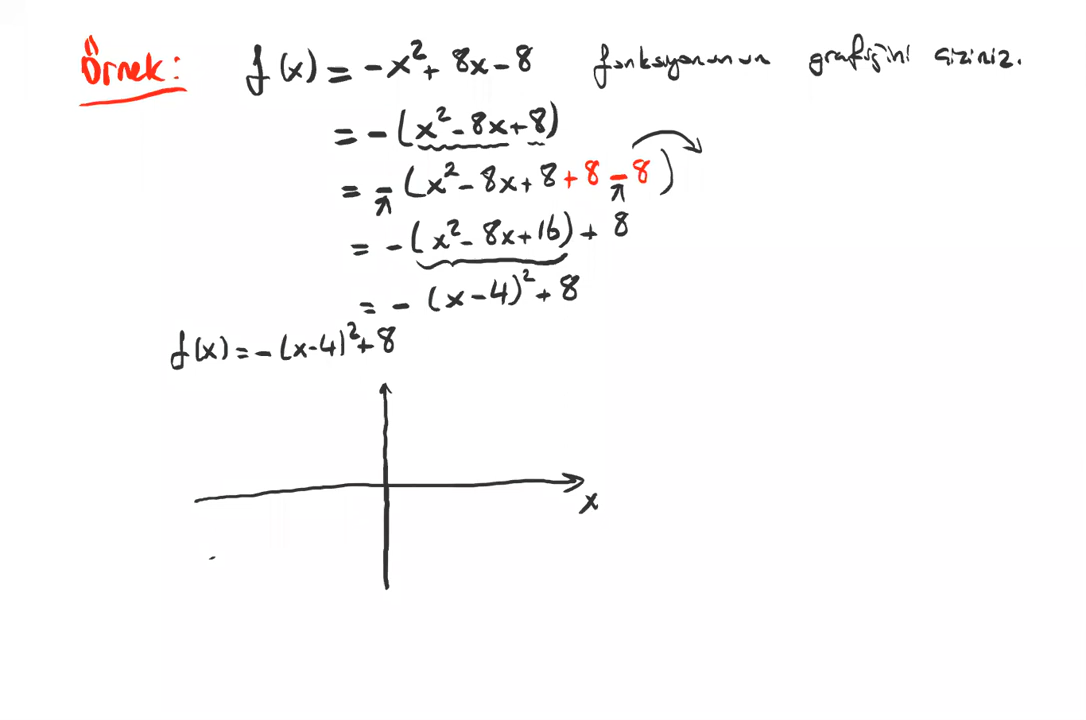 Örnek: f(x) = -x²+ 8x-8 fonksiyonunun grafiğini çiziniz.
= -(x²-8x+8)
= -(x²-8x+8+8-8)
= -(x²-8x+16)+8
= -(x-4)²+8
f(x)=-(x-4)²+8
x